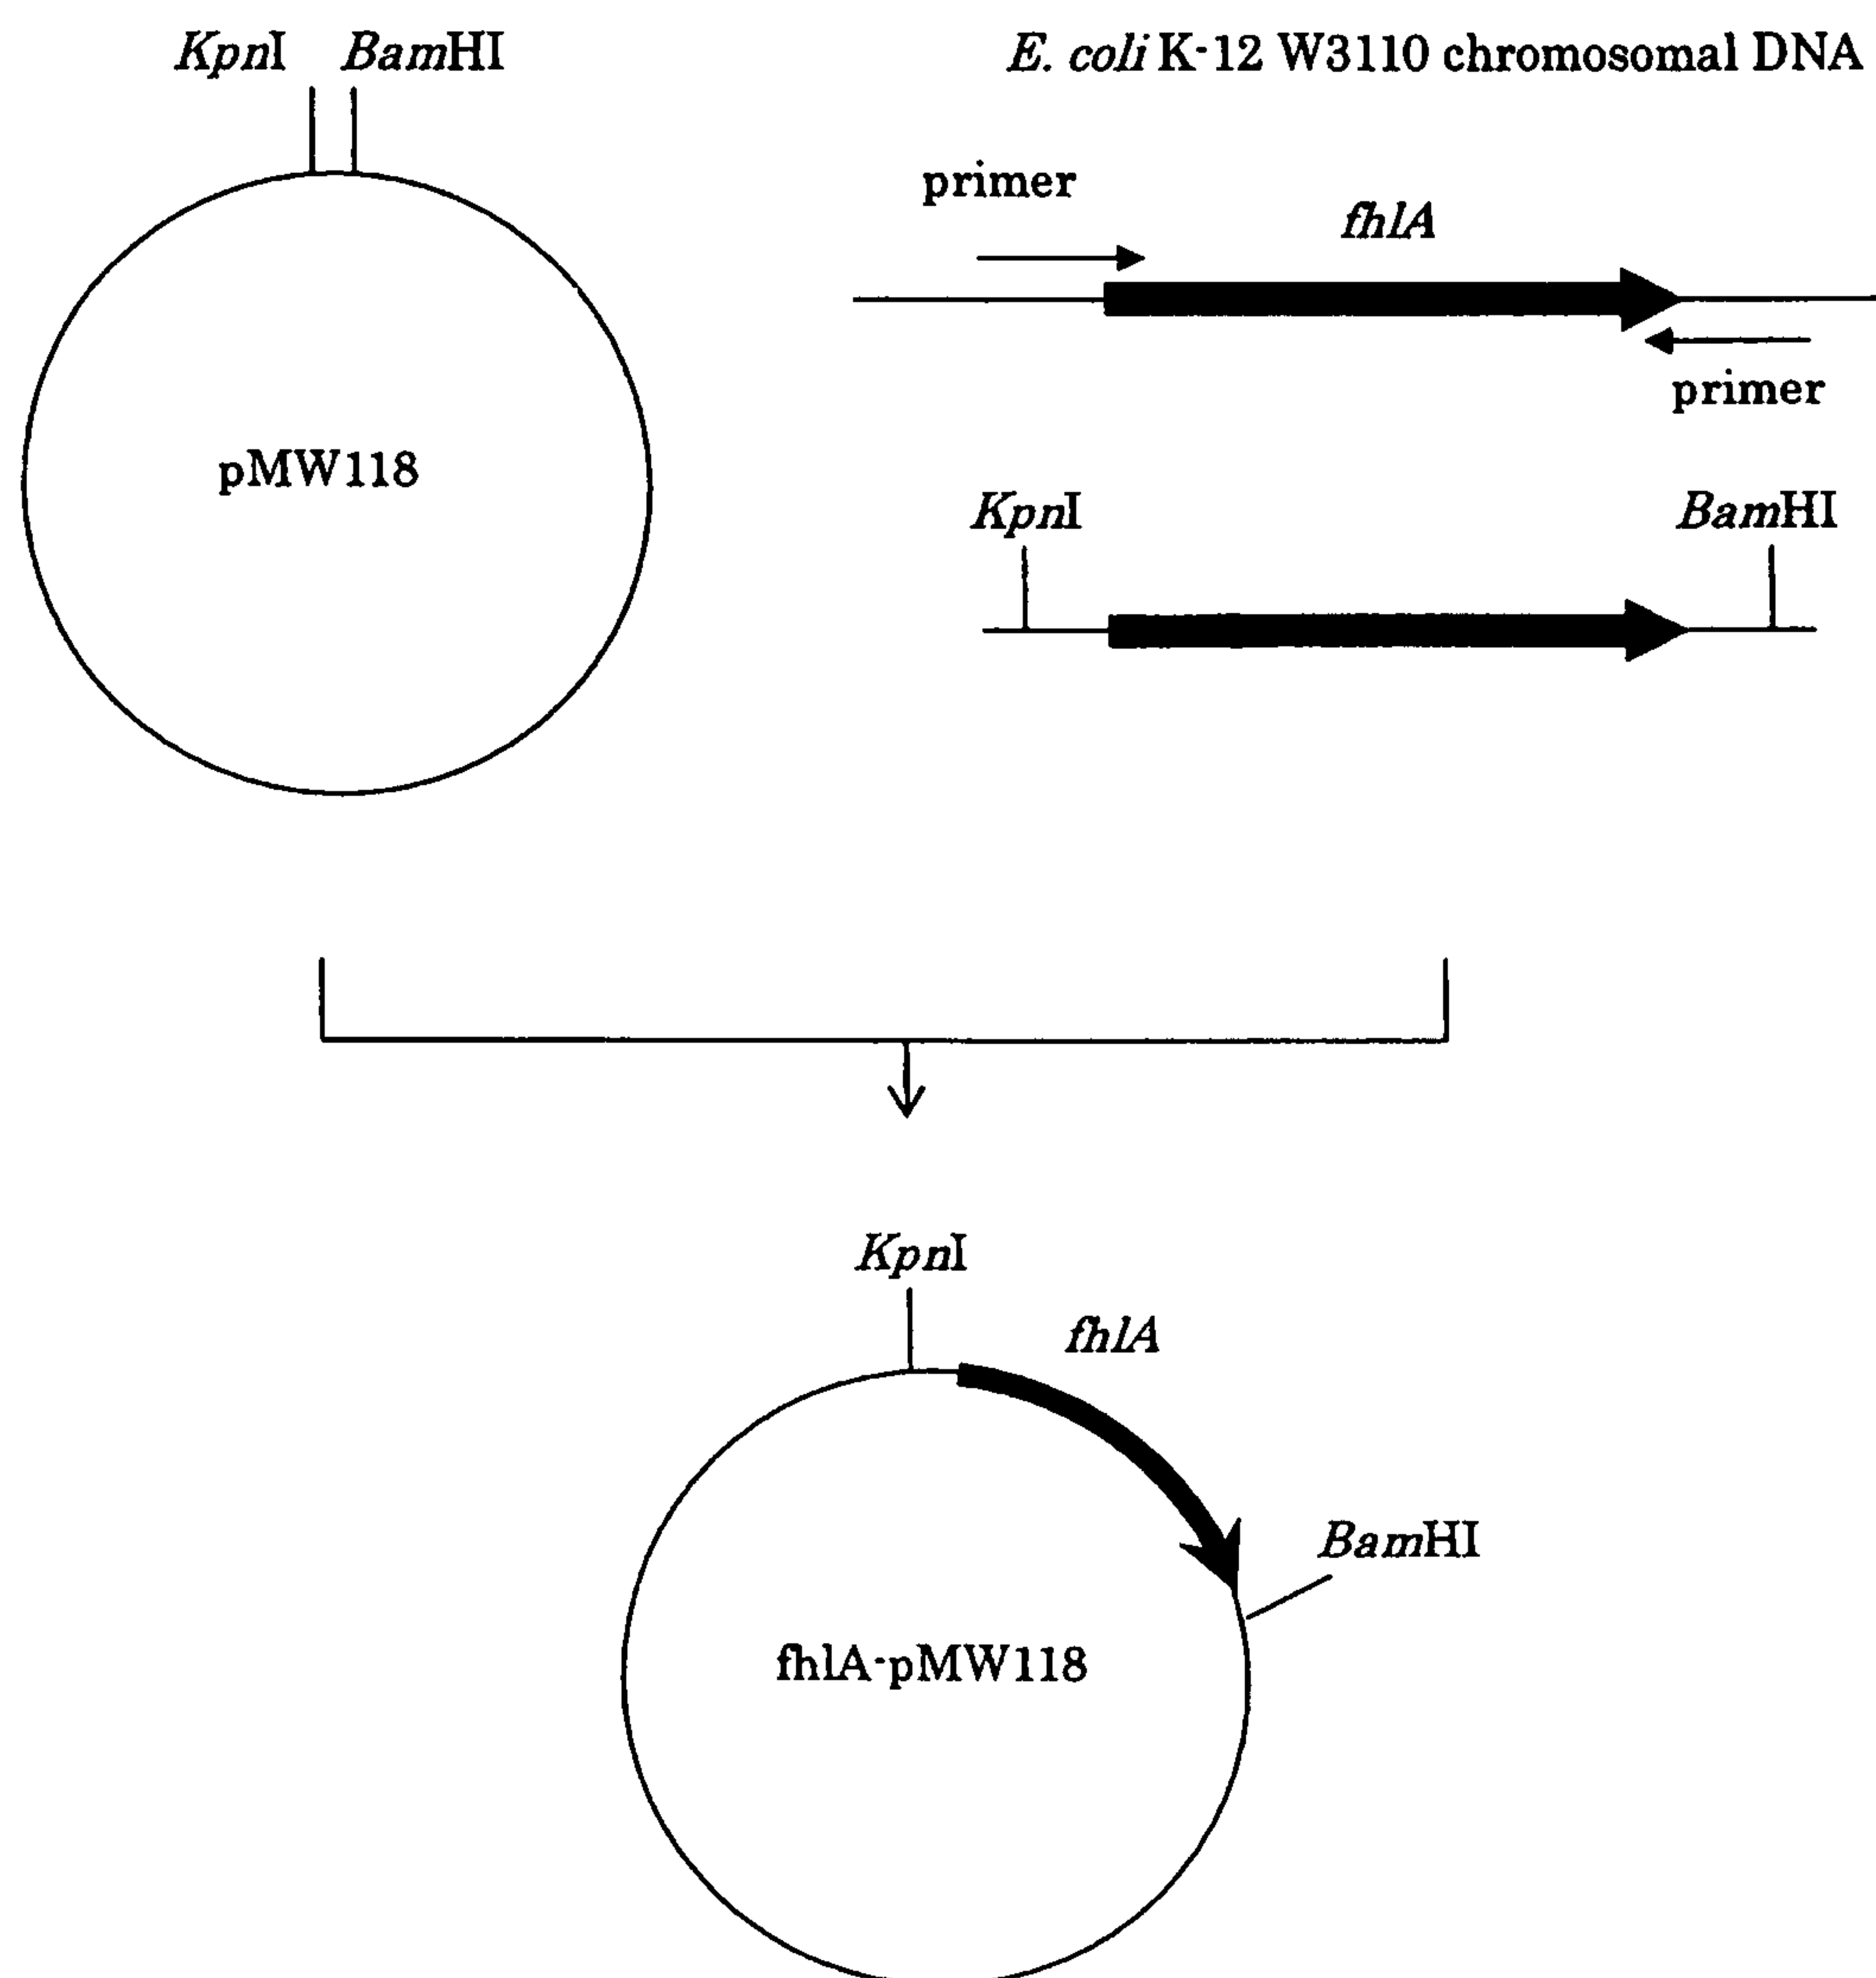 KpnI BamHI
E. coli K-12 W3110 chromosomal DNA
primer
fhlA
primer
pMW118
KpnI
BamHI
KpnI
fhlA
BamHI
fhlA-pMW118